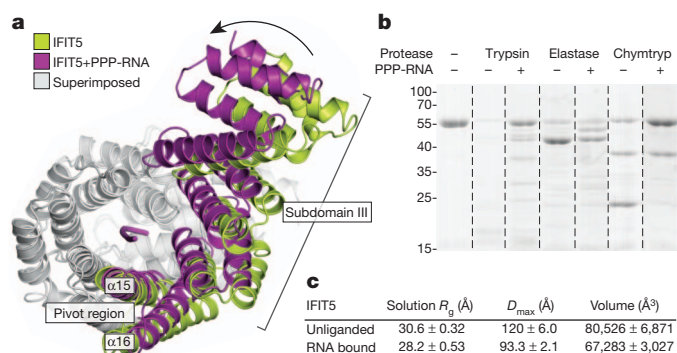 a
IFIT5
IFIT5+PPP-RNA
Superimposed
Subdomain III
α15
Pivot region
α16
b
Protease – Trypsin Elastase Chymtryp
PPP-RNA – – + – + – +
100-
70-
55-
40-
35-
25-
15-
c
IFIT5 Solution Rg (Å) Dmax (Å) Volume (Å³)
Unliganded 30.6 ± 0.32 120 ± 6.0 80,526 ± 6,871
RNA bound 28.2 ± 0.53 93.3 ± 2.1 67,283 ± 3,027